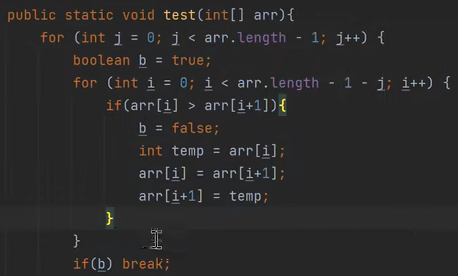 public static void test(int[] arr){
    for (int j = 0; j < arr.length - 1; j++) {
        boolean b = true;
        for (int i = 0; i < arr.length - 1 - j; i++) {
            if(arr[i] > arr[i+1]){
                b = false;
                int temp = arr[i];
                arr[i] = arr[i+1];
                arr[i+1] = temp;
            }
        }
        if(b) break;